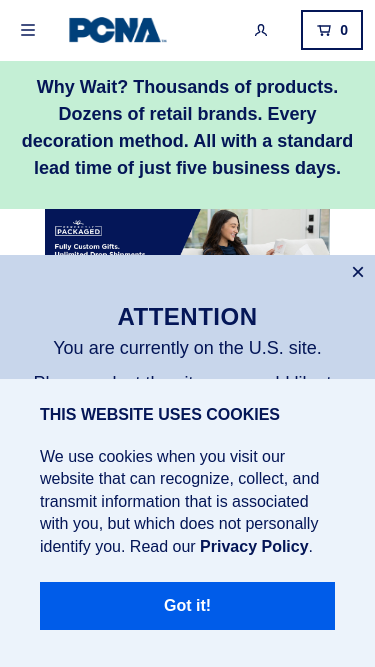 PCNA
0
Why Wait? Thousands of products.
Dozens of retail brands. Every
decoration method. All with a standard
lead time of just five business days.
PACKAGED
Fully Custom Gifts.
Unlimited Drop Shipments.
ATTENTION
You are currently on the U.S. site.
THIS WEBSITE USES COOKIES
We use cookies when you visit our
website that can recognize, collect, and
transmit information that is associated
with you, but which does not personally
identify you. Read our Privacy Policy.
Got it!